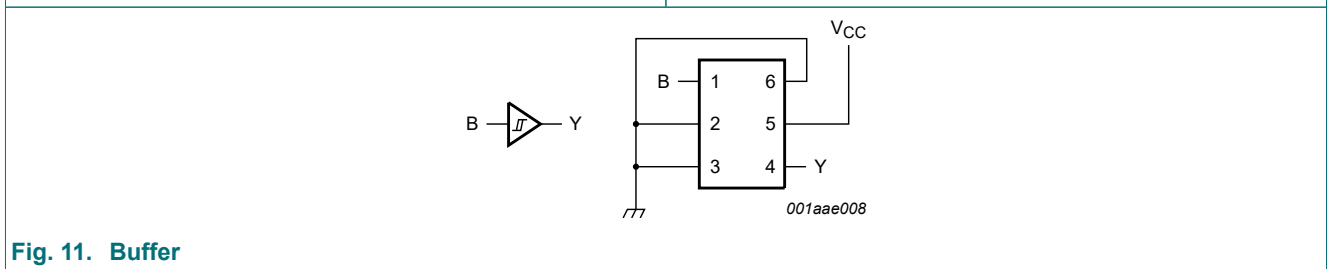 VCC
B 1 6
B Y 2 5
3 4 Y
001aae008
Fig. 11. Buffer